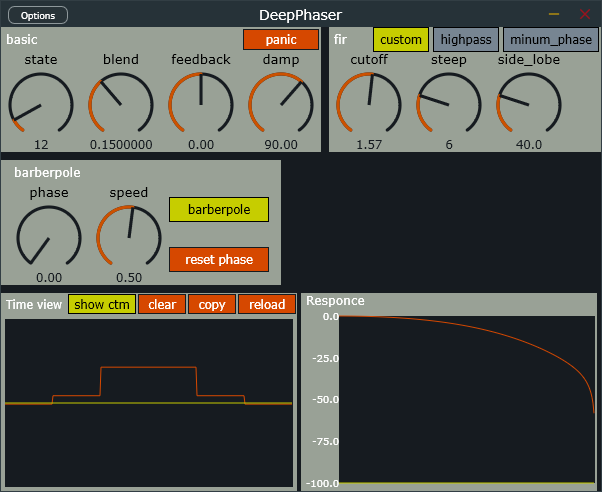 Options DeepPhaser
basic panic
state blend feedback damp
12 0.1500000 0.00 90.00
fir custom highpass minum_phase
cutoff steep side_lobe
1.57 6 40.0
barberpole
phase speed
0.00 0.50
barberpole
reset phase
Time view show ctm clear copy reload
Responce
0.0
-25.0
-50.0
-75.0
-100.0